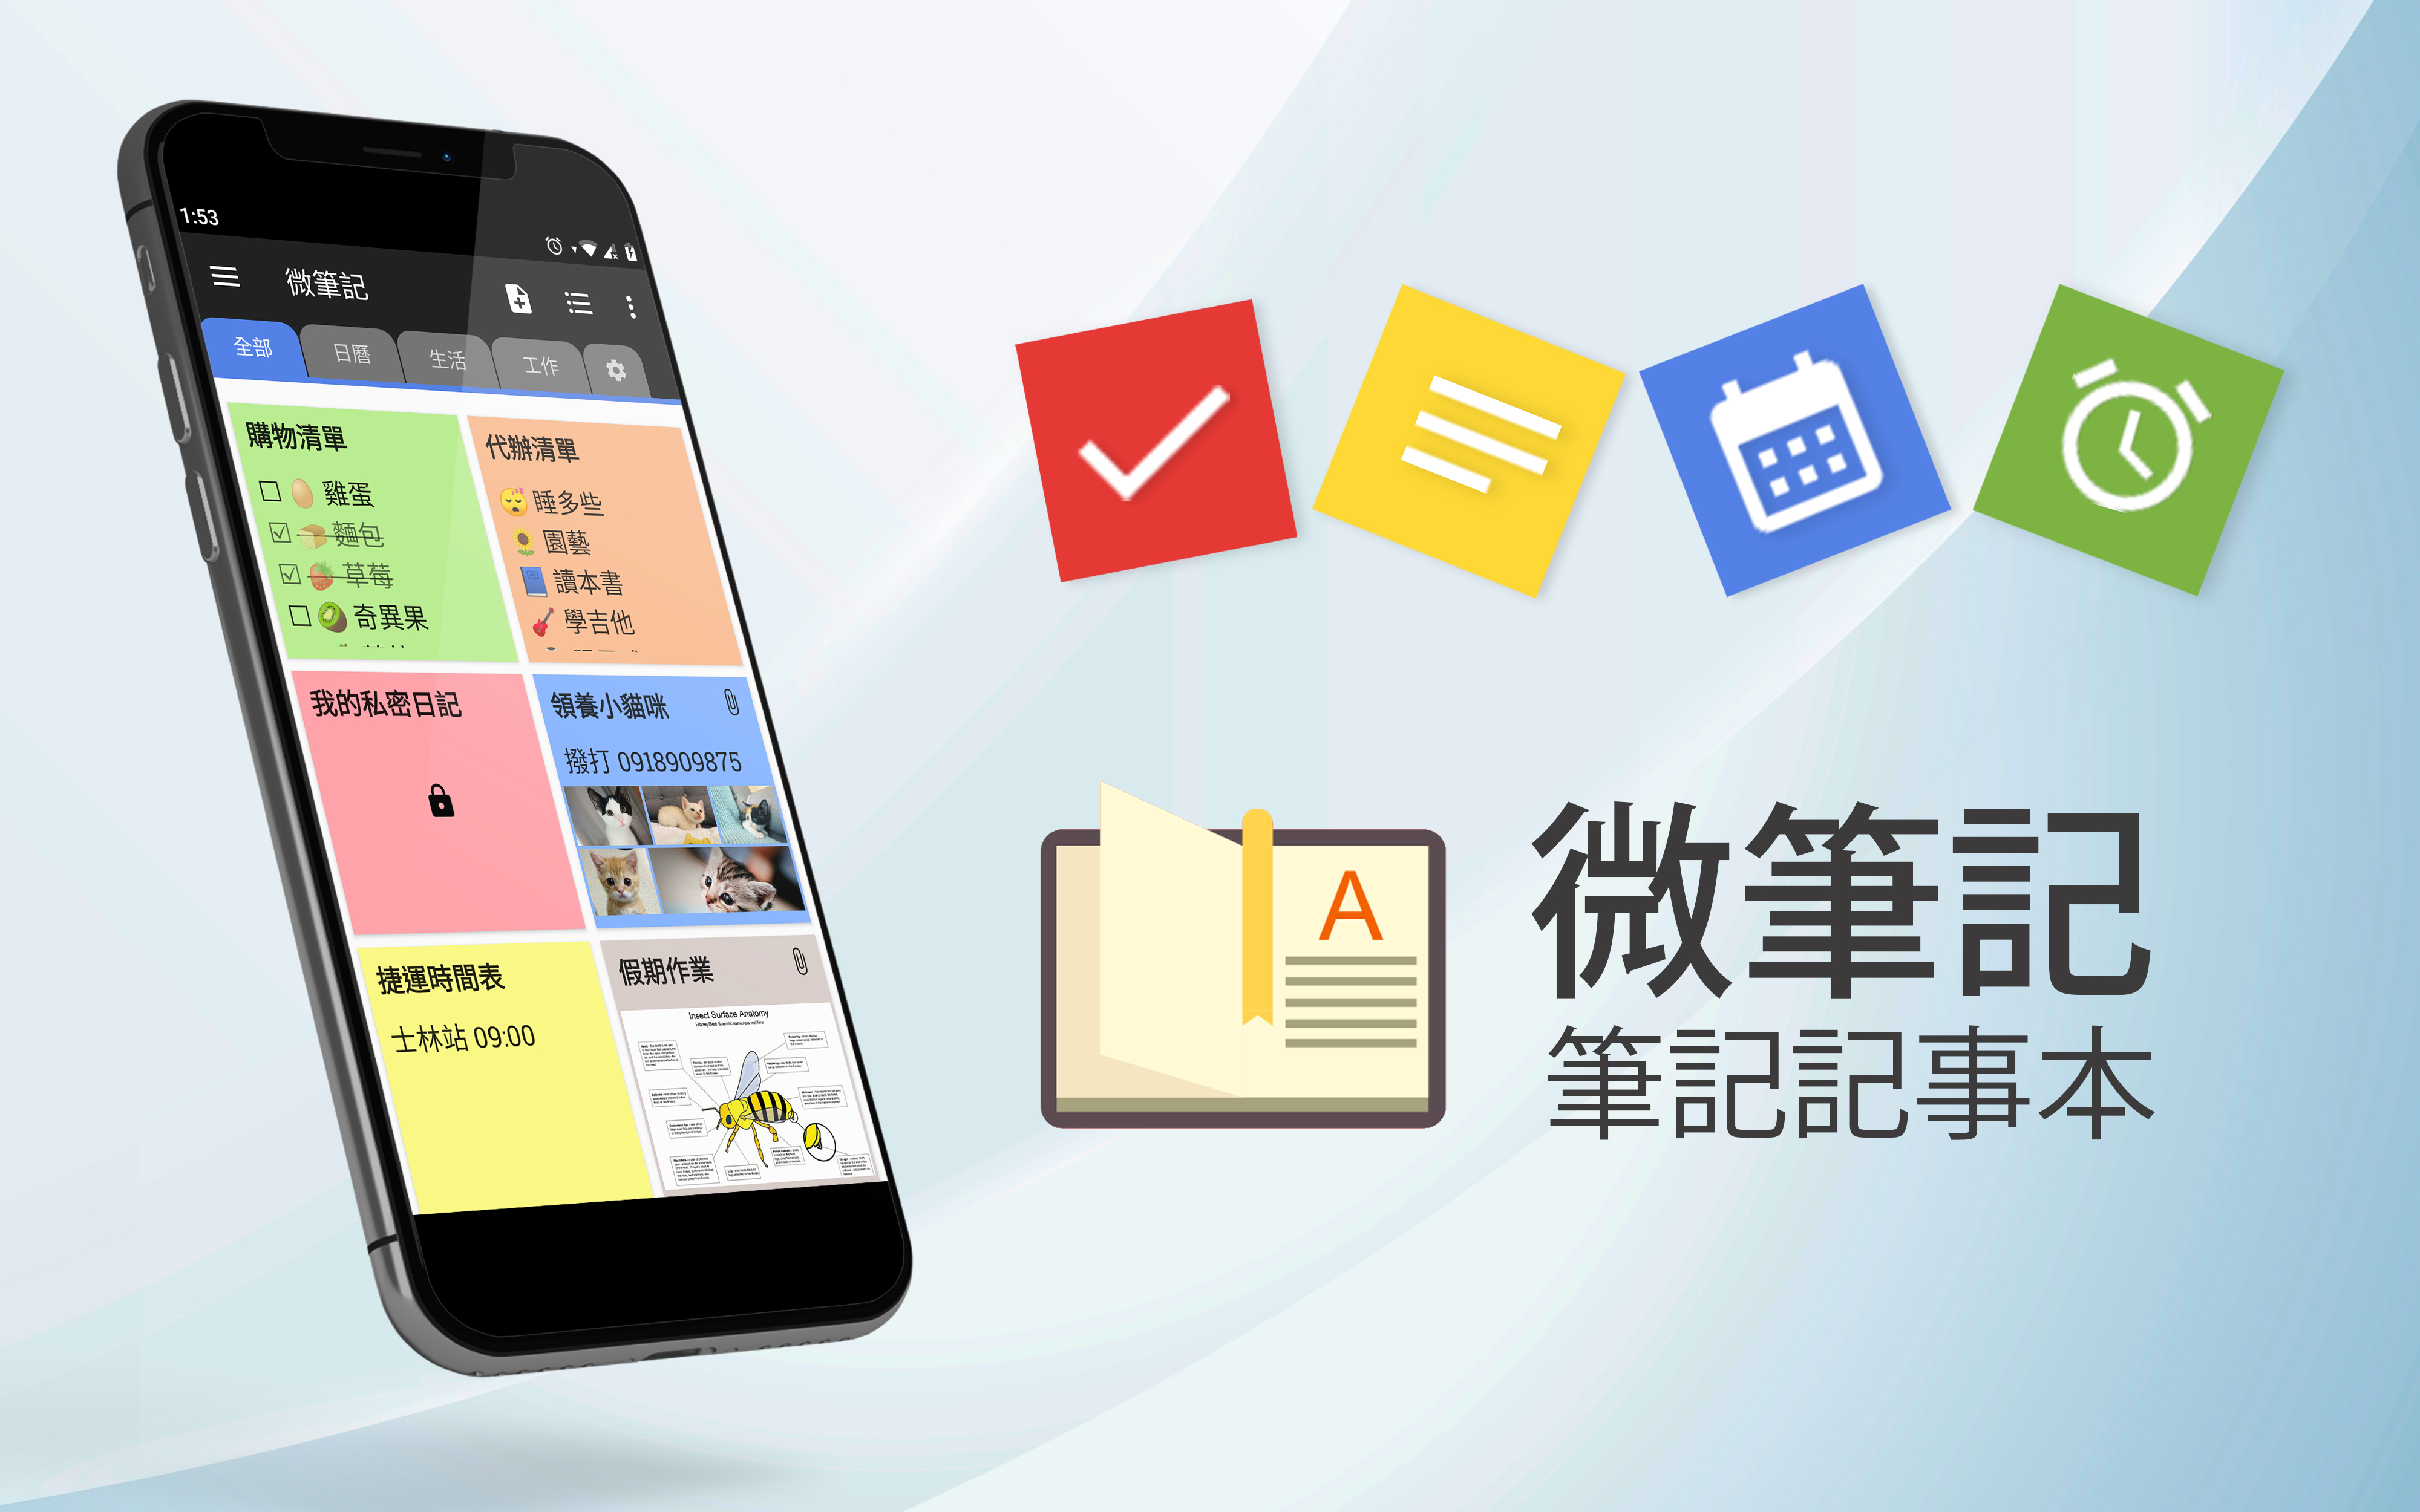 1:53
微筆記
全部
日曆
生活
工作
購物清單
雞蛋
麵包
草莓
奇異果
代辦清單
睡多些
園藝
讀本書
學吉他
我的私密日記
領養小貓咪
撥打 0918909875
捷運時間表
士林站 09:00
假期作業
Insect Surface Anatomy
A
微筆記
筆記記事本